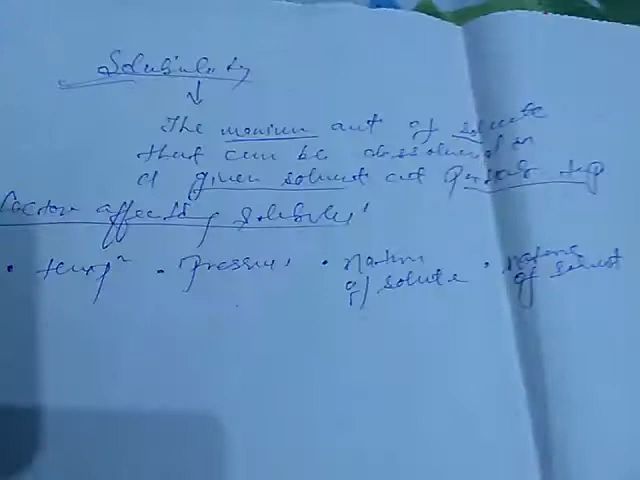 Solubility
The maximum amt of solute
that can be dissolved in
a given solvent at
factors affecting solubility
• temp • Pressure • nature • nature
of solute of solvent